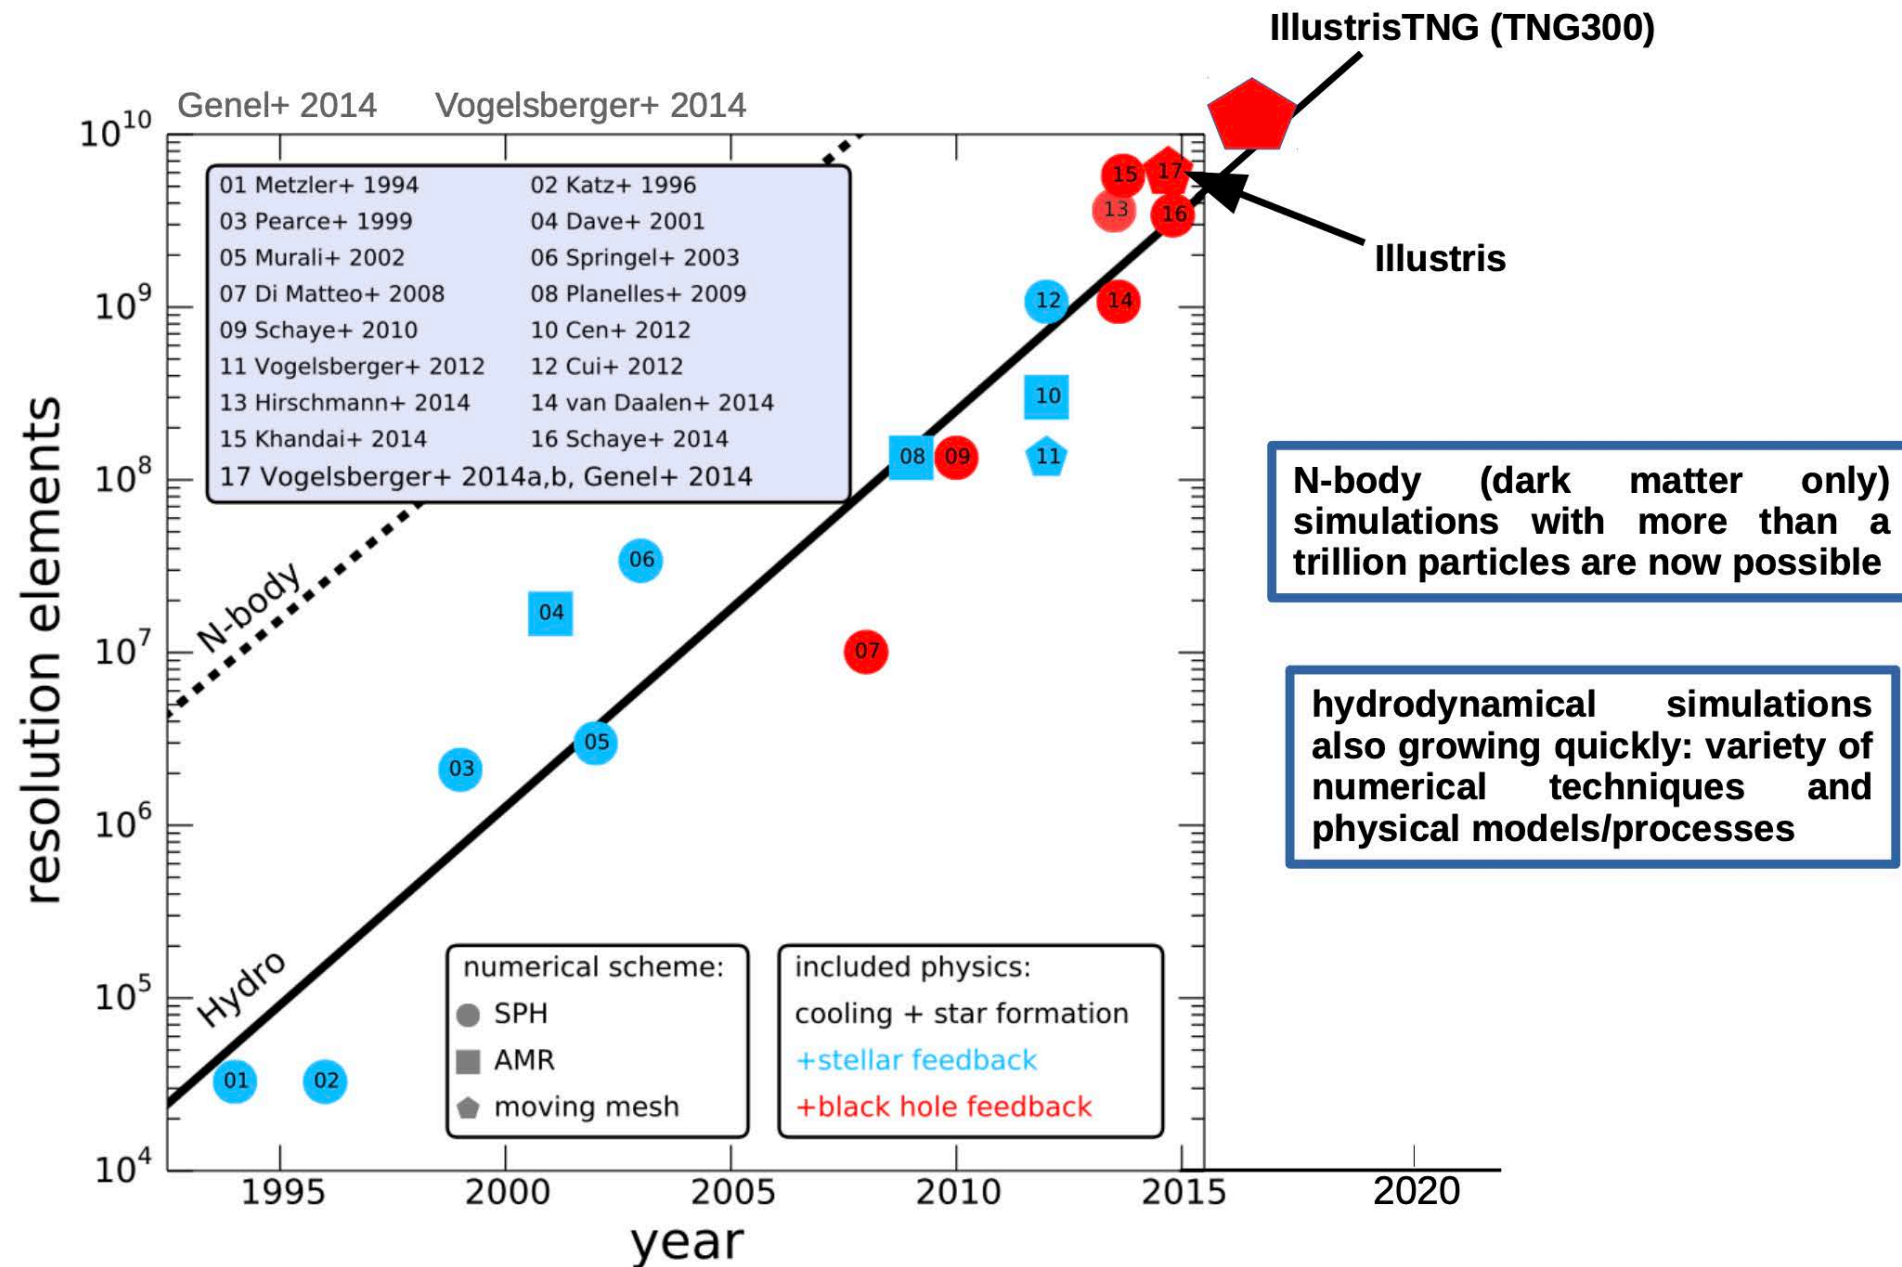 IllustrisTNG (TNG300)
Genel+ 2014 Vogelsberger+ 2014
10^10
01 Metzler+ 1994 02 Katz+ 1996
03 Pearce+ 1999 04 Dave+ 2001
05 Murali+ 2002 06 Springel+ 2003
07 Di Matteo+ 2008 08 Planelles+ 2009
09 Schaye+ 2010 10 Cen+ 2012
11 Vogelsberger+ 2012 12 Cui+ 2012
13 Hirschmann+ 2014 14 van Daalen+ 2014
15 Khandai+ 2014 16 Schaye+ 2014
17 Vogelsberger+ 2014a,b, Genel+ 2014
15 17
13 16
Illustris
10^9
12 14
10
08 09 11
10^8
N-body (dark matter only)
simulations with more than a
trillion particles are now possible
06
N-body
04
10^7
07
hydrodynamical simulations
also growing quickly: variety of
numerical techniques and
physical models/processes
05
03
10^6
resolution elements
Hydro
10^5
01 02
numerical scheme:
SPH
AMR
moving mesh
included physics:
cooling + star formation
+stellar feedback
+black hole feedback
10^4
1995 2000 2005 2010 2015 2020
year